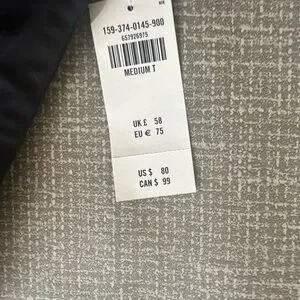 159-374-0145-900
657926975
MEDIUM T
UK £ 58
EU € 75
US $ 80
CAN $ 99